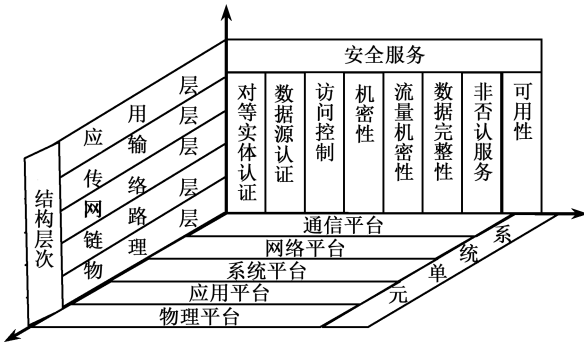 安全服务
对等实体认证
数据源认证
访问控制
机密性
流量机密性
数据完整性
非否认服务
可用性
结构层次
应用层
传输层
网络层
链路层
物理层
通信平台
网络平台
系统平台
应用平台
物理平台
系统单元